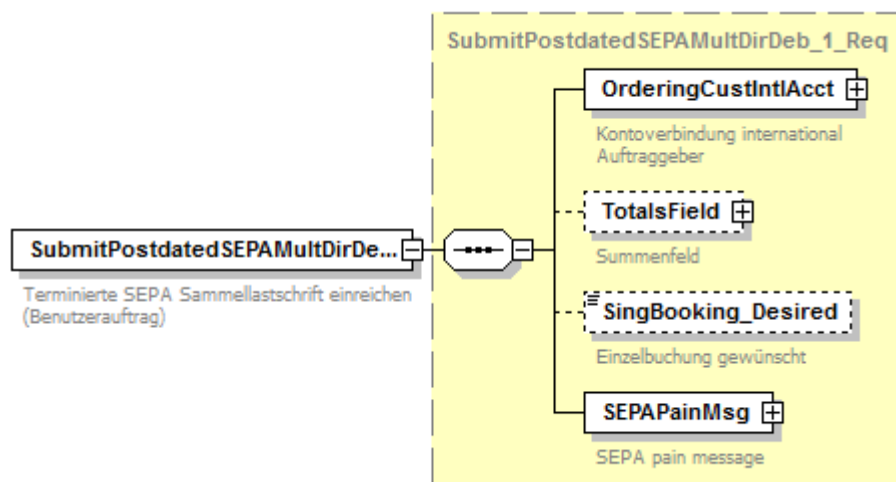 SubmitPostdatedSEPAMultDirDeb_1_Req
OrderingCustIntlAcct
Kontoverbindung international
Auftraggeber
TotalsField
Summenfeld
SubmitPostdatedSEPAMultDirDe...
Terminierte SEPA Sammellastschrift einreichen
(Benutzerauftrag)
SingBooking_Desired
Einzelbuchung gewünscht
SEPAPainMsg
SEPA pain message